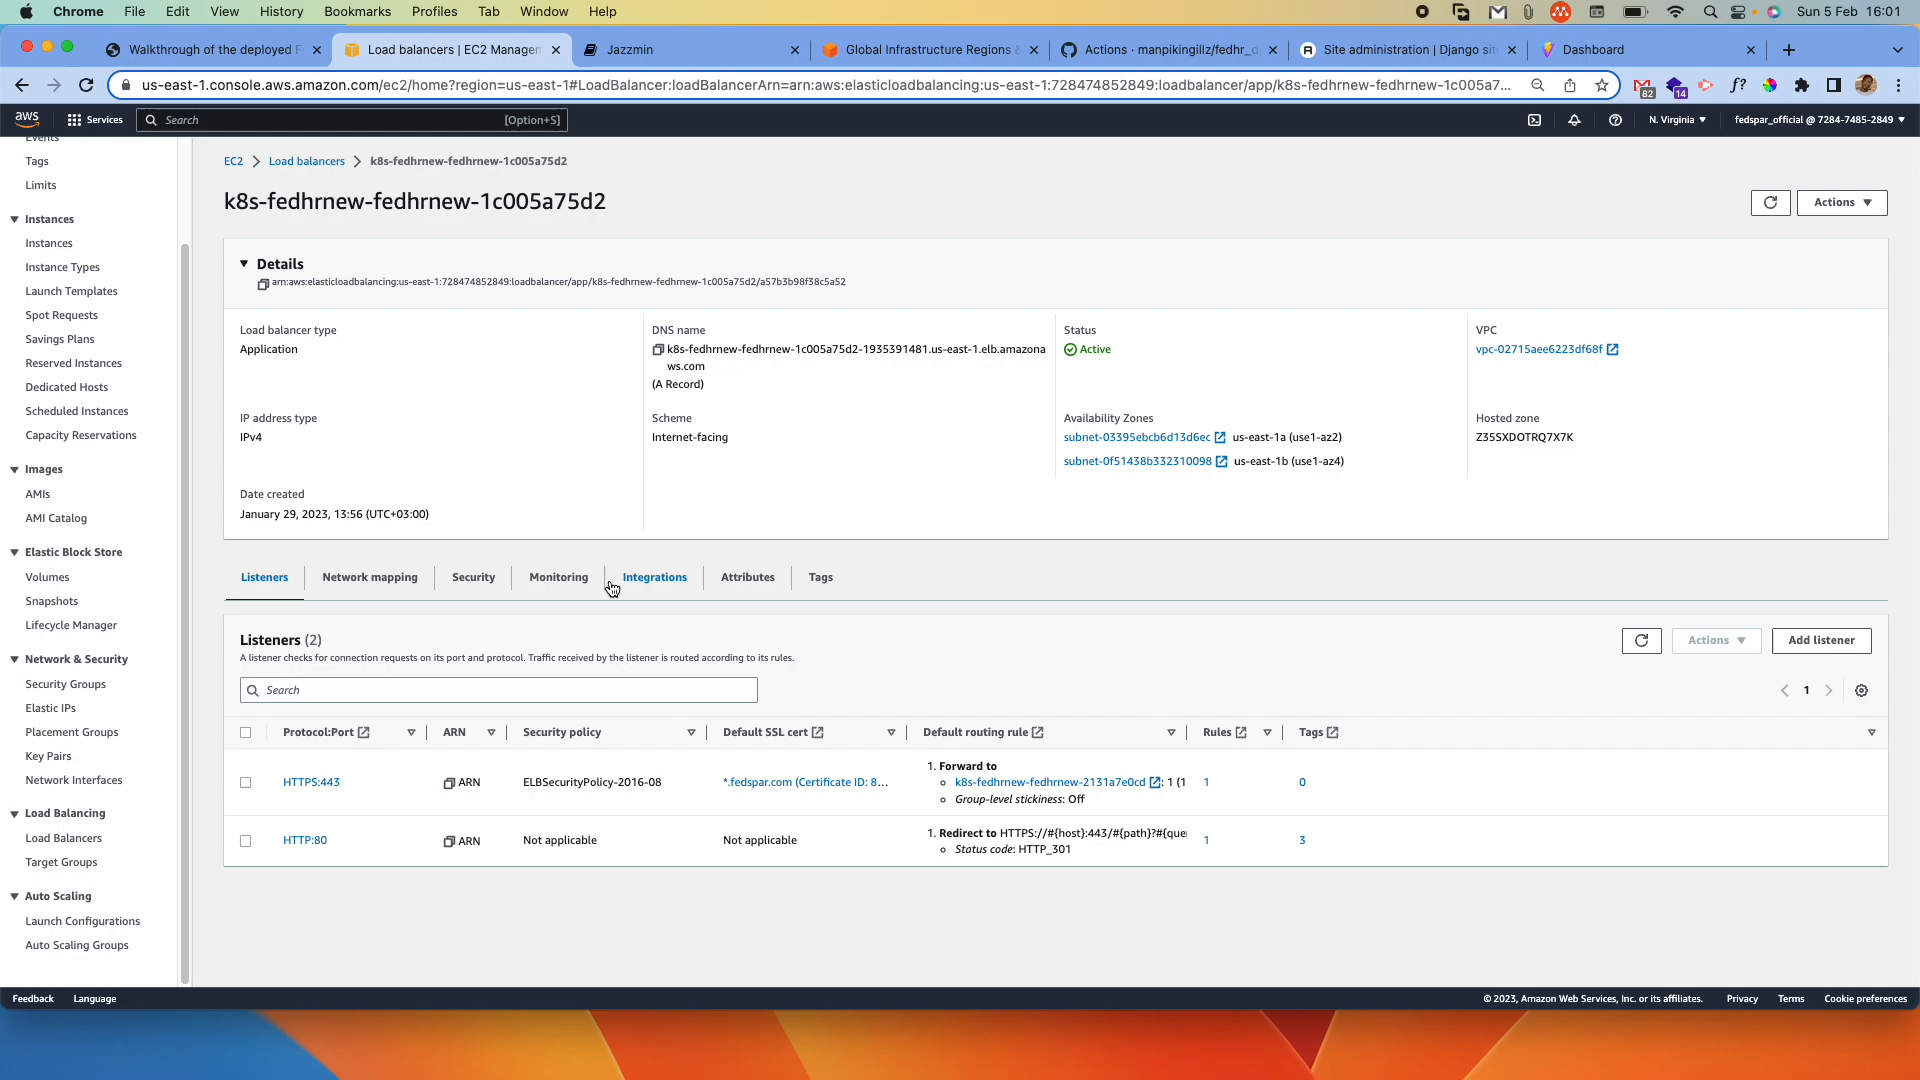 Chrome File Edit View History Bookmarks Profiles Tab Window Help Sun 5 Feb 16:01
Walkthrough of the deployed F
Load balancers | EC2 Managem
Jazzmin
Global Infrastructure Regions &
Actions · manpikingillz/fedhr_d
Site administration | Django sit
Dashboard
us-east-1.console.aws.amazon.com/ec2/home?region=us-east-1#LoadBalancer:loadBalancerArn=arn:aws:elasticloadbalancing:us-east-1:728474852849:loadbalancer/app/k8s-fedhrnew-fedhrnew-1c005a7...
82
14
f?
aws Services Search [Option+S] N. Virginia fedspar_official @ 7284-7485-2849
Events
Tags
Limits
Instances
Instances
Instance Types
Launch Templates
Spot Requests
Savings Plans
Reserved Instances
Dedicated Hosts
Scheduled Instances
Capacity Reservations
Images
AMIs
AMI Catalog
Elastic Block Store
Volumes
Snapshots
Lifecycle Manager
Network & Security
Security Groups
Elastic IPs
Placement Groups
Key Pairs
Network Interfaces
Load Balancing
Load Balancers
Target Groups
Auto Scaling
Launch Configurations
Auto Scaling Groups
EC2 > Load balancers > k8s-fedhrnew-fedhrnew-1c005a75d2
k8s-fedhrnew-fedhrnew-1c005a75d2
Actions
Details
arn:aws:elasticloadbalancing:us-east-1:728474852849:loadbalancer/app/k8s-fedhrnew-fedhrnew-1c005a75d2/a57b3b98f38c5a52
Load balancer type
Application
DNS name
k8s-fedhrnew-fedhrnew-1c005a75d2-1935391481.us-east-1.elb.amazona
ws.com
(A Record)
Status
Active
VPC
vpc-02715aee6223df68f
IP address type
IPv4
Scheme
Internet-facing
Availability Zones
subnet-03395ebcb6d13d6ec us-east-1a (use1-az2)
subnet-0f51438b332310098 us-east-1b (use1-az4)
Hosted zone
Z35SXDOTRQ7X7K
Date created
January 29, 2023, 13:56 (UTC+03:00)
Listeners Network mapping Security Monitoring Integrations Attributes Tags
Listeners (2)
A listener checks for connection requests on its port and protocol. Traffic received by the listener is routed according to its rules.
Actions Add listener
Search
1
Protocol:Port ARN Security policy Default SSL cert Default routing rule Rules Tags
HTTPS:443 ARN ELBSecurityPolicy-2016-08 *.fedspar.com (Certificate ID: 8...
1. Forward to
k8s-fedhrnew-fedhrnew-2131a7e0cd : 1 (1
Group-level stickiness: Off
1 0
HTTP:80 ARN Not applicable Not applicable
1. Redirect to HTTPS://#{host}:443/#{path}?#{que
Status code: HTTP_301
1 3
Feedback Language © 2023, Amazon Web Services, Inc. or its affiliates. Privacy Terms Cookie preferences